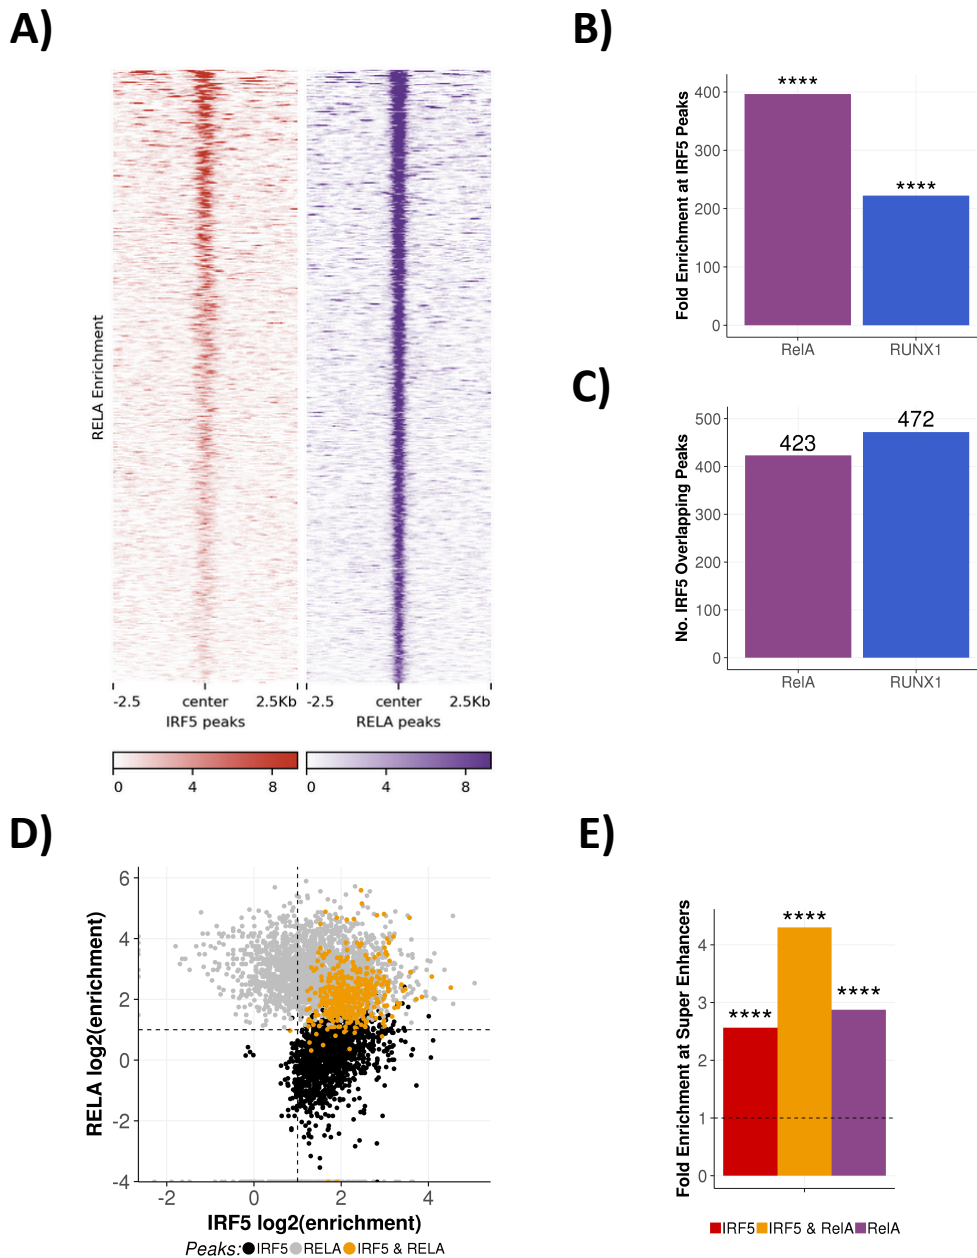 A)
RELA Enrichment
-2.5 center 2.5Kb
IRF5 peaks
-2.5 center 2.5Kb
RELA peaks
0 4 8
0 4 8
B)
Fold Enrichment at IRF5 Peaks
400
300
200
100
0
****
****
RelA RUNX1
C)
No. IRF5 Overlapping Peaks
500
400
300
200
100
0
423
472
RelA RUNX1
D)
RELA log2(enrichment)
6
4
2
0
-2
-4
-2 0 2 4
IRF5 log2(enrichment)
Peaks: IRF5 RELA IRF5 & RELA
E)
Fold Enrichment at Super Enhancers
4
3
2
1
0
****
****
****
IRF5 IRF5 & RelA RelA